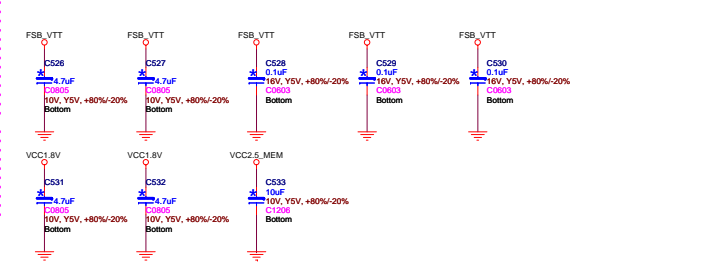 FSB_VTT
FSB_VTT
FSB_VTT
FSB_VTT
FSB_VTT
C526
*
4.7uF
C0805
10V, Y5V, +80%/-20%
Bottom
C527
*
4.7uF
C0805
10V, Y5V, +80%/-20%
Bottom
C528
*
0.1uF
16V, Y5V, +80%/-20%
C0603
Bottom
C529
*
0.1uF
16V, Y5V, +80%/-20%
C0603
Bottom
C530
*
0.1uF
16V, Y5V, +80%/-20%
C0603
Bottom
VCC1.8V
VCC1.8V
VCC2.5_MEM
C531
*
4.7uF
C0805
10V, Y5V, +80%/-20%
Bottom
C532
*
4.7uF
C0805
10V, Y5V, +80%/-20%
Bottom
C533
*
10uF
10V, Y5V, +80%/-20%
C1206
Bottom